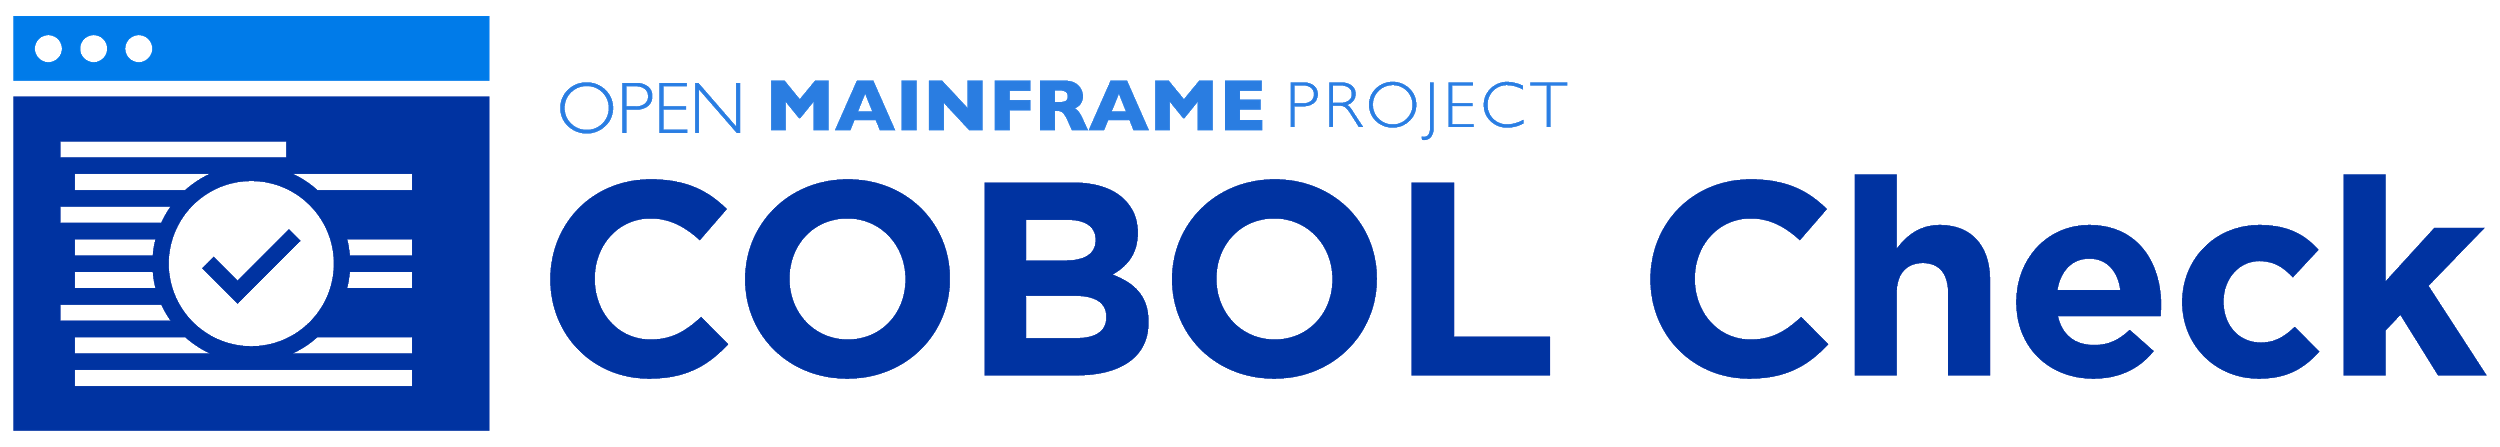 OPEN MAINFRAME PROJECT
COBOL Check